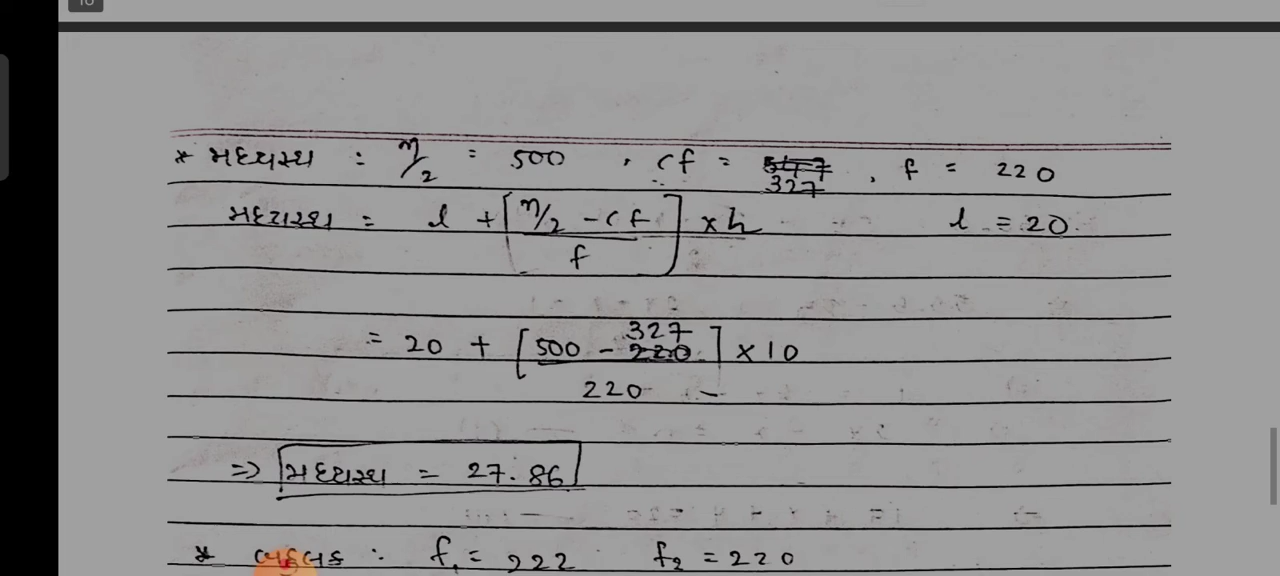 10
* મધ્યસ્થ : n/2 = 500 , cf = 327 , f = 220
મધ્યસ્થ = l + [n/2 - cf / f] × h l = 20.
= 20 + [500 - 327 / 220] × 10
=> મધ્યસ્થ = 27.86
* બહુલક : f₁ = 222 f₂ = 220